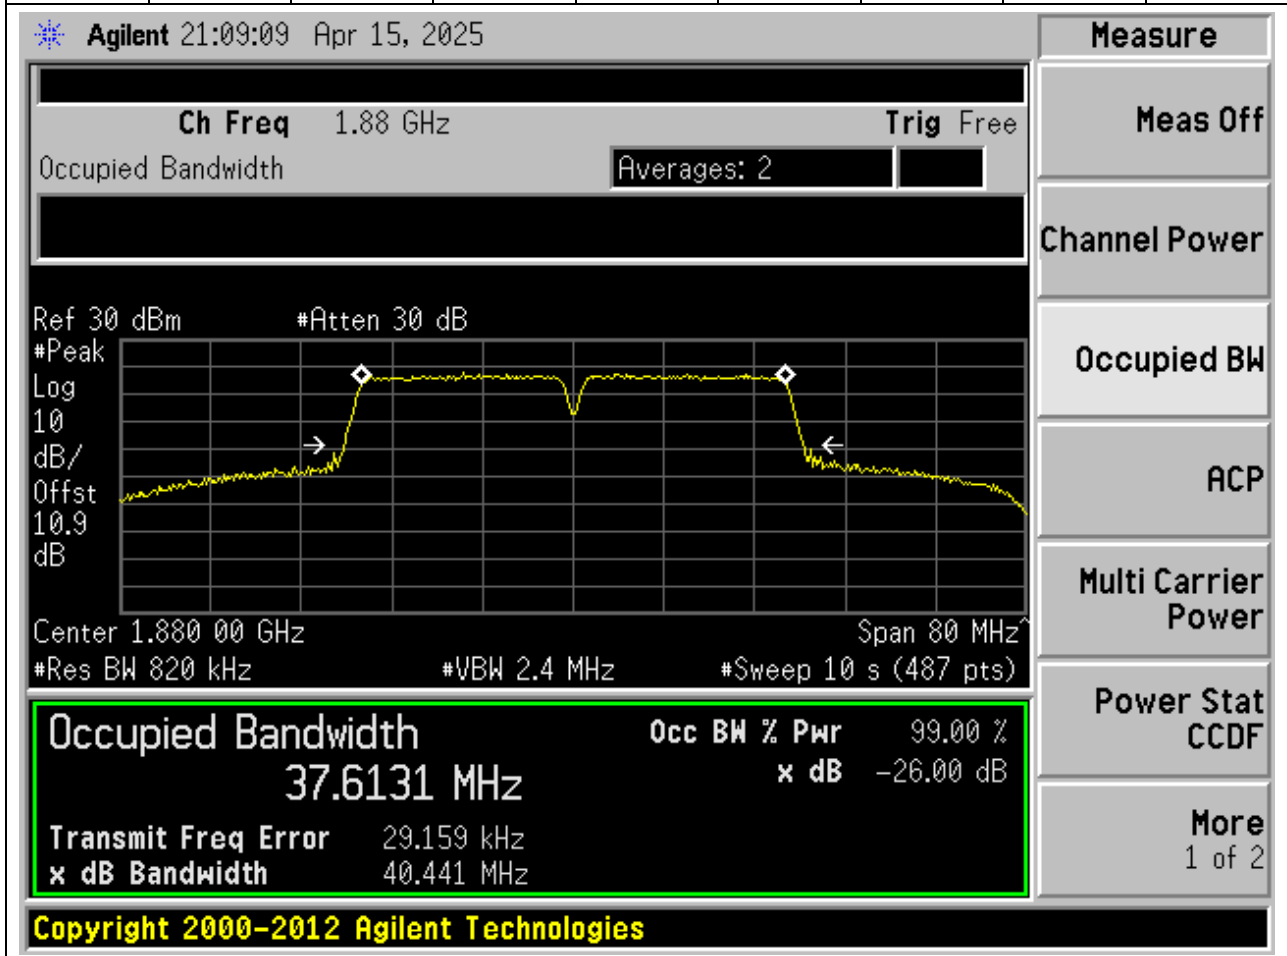 Agilent 21:09:09 Apr 15, 2025
Measure
Ch Freq 1.88 GHz
Trig Free
Meas Off
Occupied Bandwidth
Averages: 2
Channel Power
Ref 30 dBm
#Atten 30 dB
#Peak
Log
10
dB/
Offst
10.9
dB
Occupied BW
ACP
Center 1.880 00 GHz
Span 80 MHz^
#Res BW 820 kHz
#VBW 2.4 MHz
#Sweep 10 s (487 pts)
Multi Carrier
Power
Occupied Bandwidth
37.6131 MHz
Occ BW % Pwr 99.00 %
x dB -26.00 dB
Transmit Freq Error 29.159 kHz
x dB Bandwidth 40.441 MHz
Power Stat
CCDF
More
1 of 2
Copyright 2000-2012 Agilent Technologies